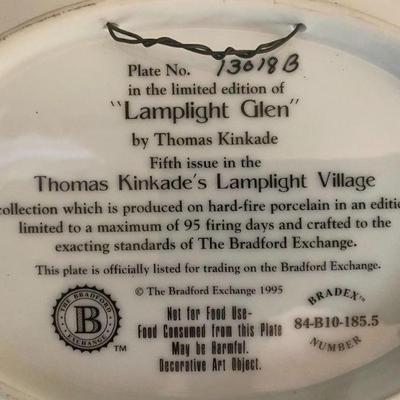 Plate No. 13018B
in the limited edition of
"Lamplight Glen"
by Thomas Kinkade
Fifth issue in the
Thomas Kinkade's Lamplight Village
collection which is produced on hard-fire porcelain in an edition
limited to a maximum of 95 firing days and crafted to the
exacting standards of The Bradford Exchange.
This plate is officially listed for trading on the Bradford Exchange.
© The Bradford Exchange 1995
THE BRADFORD EXCHANGE
B
TM
Not for Food Use-
Food Consumed from this Plate
May be Harmful.
Decorative Art Object.
BRADEX™
84-B10-185.5
NUMBER